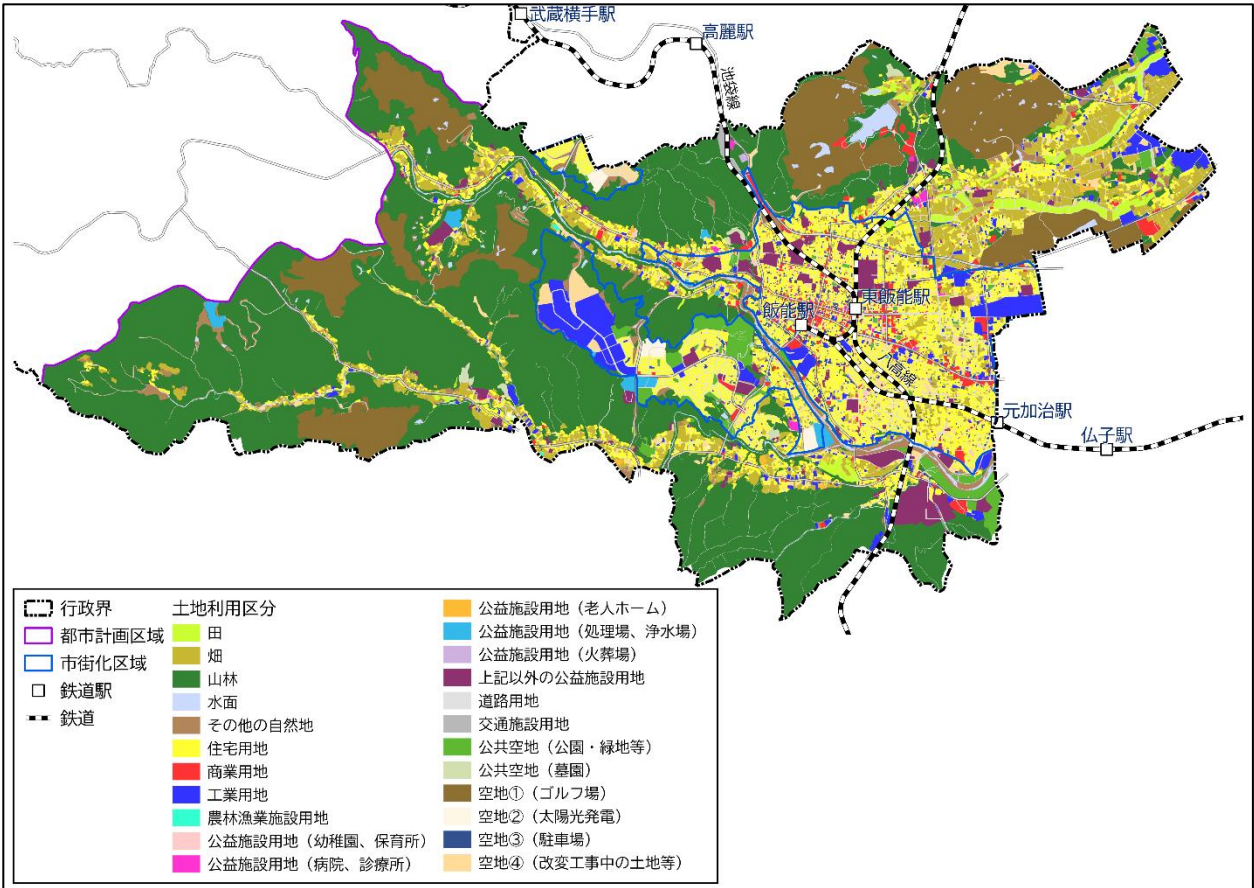 武蔵横手駅
高麗駅
池袋線
東飯能駅
飯能駅
八高線
元加治駅
仏子駅
行政界
都市計画区域
市街化区域
鉄道駅
鉄道
土地利用区分
田
畑
山林
水面
その他の自然地
住宅用地
商業用地
工業用地
農林漁業施設用地
公益施設用地（幼稚園、保育所）
公益施設用地（病院、診療所）
公益施設用地（老人ホーム）
公益施設用地（処理場、浄水場）
公益施設用地（火葬場）
上記以外の公益施設用地
道路用地
交通施設用地
公共空地（公園・緑地等）
公共空地（墓園）
空地①（ゴルフ場）
空地②（太陽光発電）
空地③（駐車場）
空地④（改変工事中の土地等）